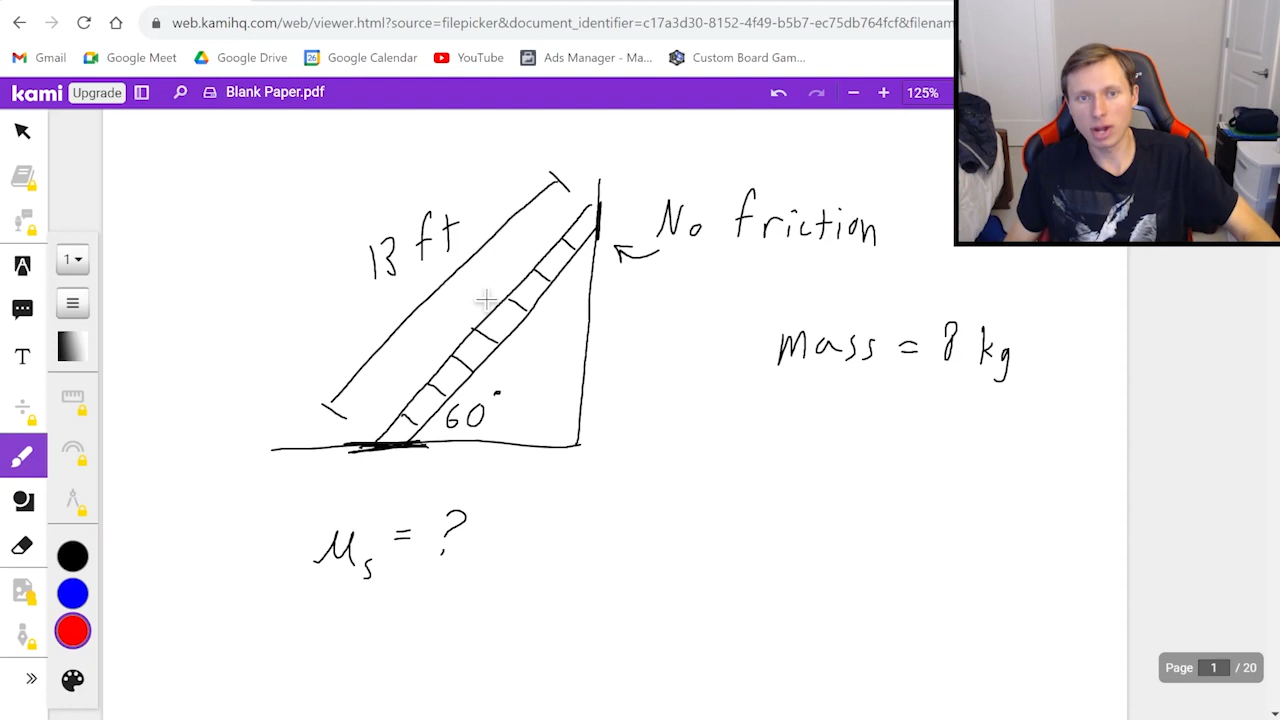 web.kamihq.com/web/viewer.html?source=filepicker&document_identifier=c17a3d30-8152-4f49-b5b7-ec75db764fcf&filenam
Gmail Google Meet Google Drive 26 Google Calendar YouTube Ads Manager - Ma... Custom Board Gam...
kami Upgrade Blank Paper.pdf 125%
13 ft
No friction
1
mass = 8 kg
T
60°
μs = ?
Page 1 / 20